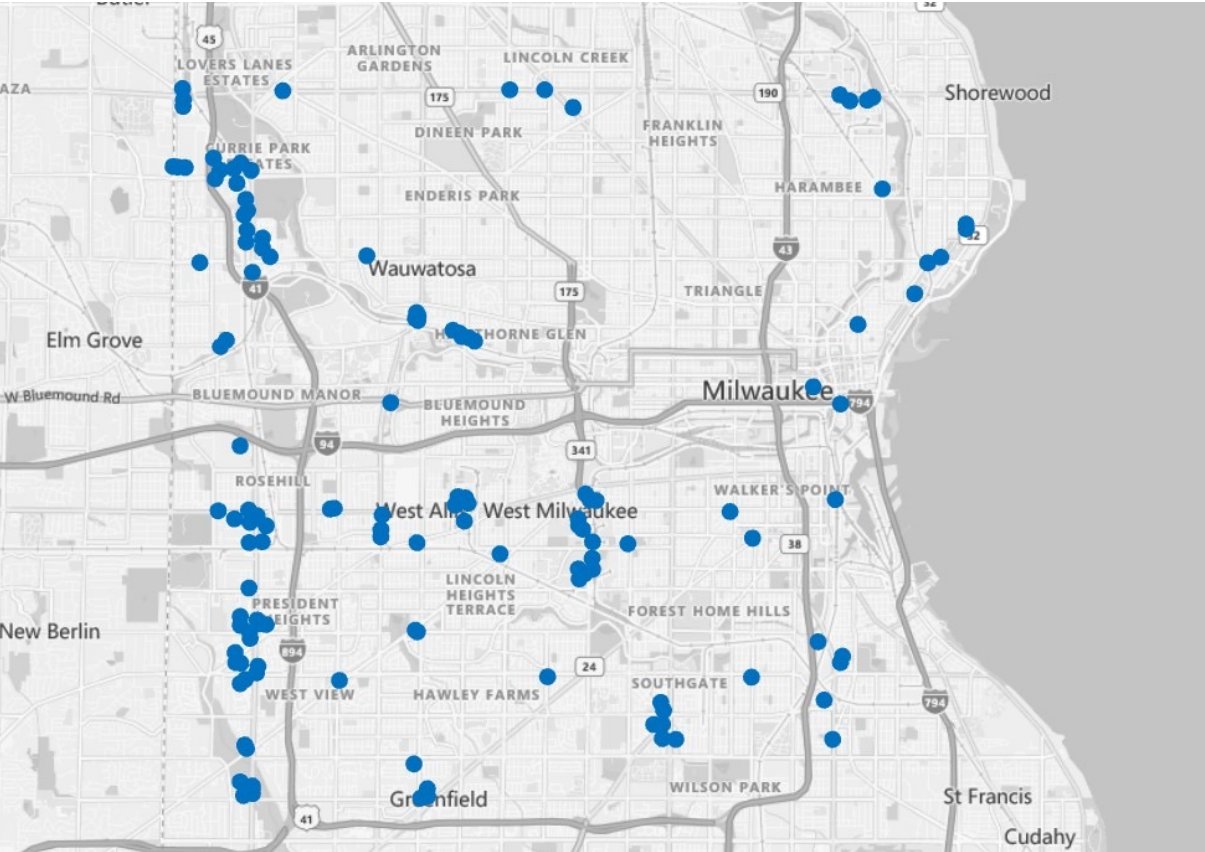 45
LOVERS LANES
ESTATES
ARLINGTON
GARDENS
LINCOLN CREEK
32
175
190
Shorewood
DINEEN PARK
FRANKLIN
HEIGHTS
CURRIE PARK
HARAMBEE
ENDERIS PARK
43
Wauwatosa
41
175
TRIANGLE
Elm Grove
THORNE GLEN
W Bluemound Rd
BLUEMOUND MANOR
BLUEMOUND
HEIGHTS
Milwaukee
794
94
341
ROSEHILL
WALKER'S POINT
West Milwaukee
38
LINCOLN
HEIGHTS
TERRACE
PRESIDENT
FOREST HOME HILLS
New Berlin
894
24
WEST VIEW
HAWLEY FARMS
SOUTHGATE
794
WILSON PARK
St Francis
41
Cudahy